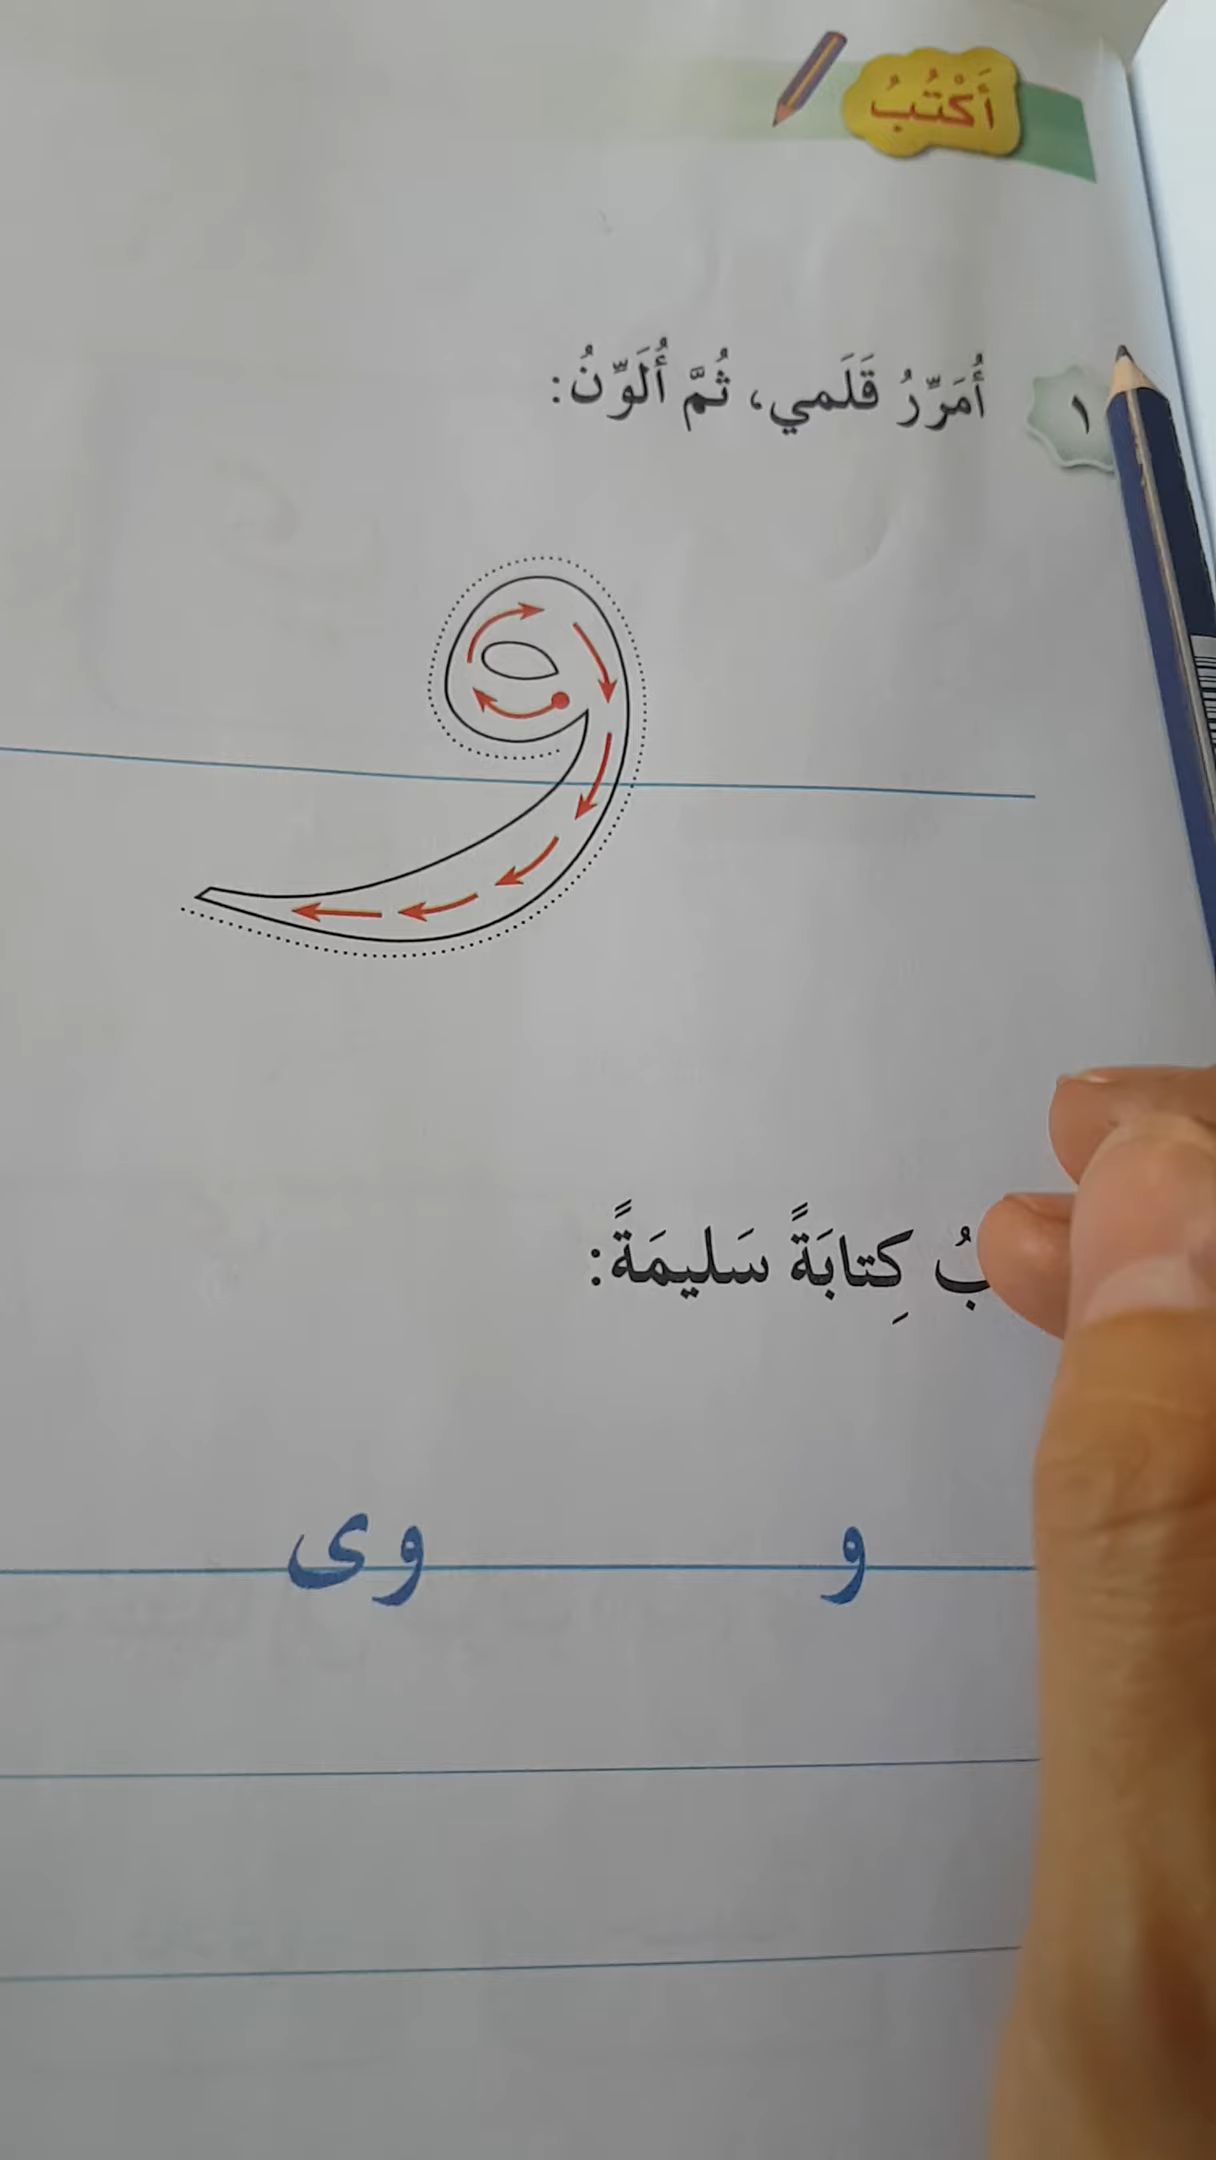 أَكْتُبُ
١ أُمَرِّرُ قَلَمي، ثُمَّ أُلَوِّنُ:
و
كِتابَةً سَليمَةً:
و وى